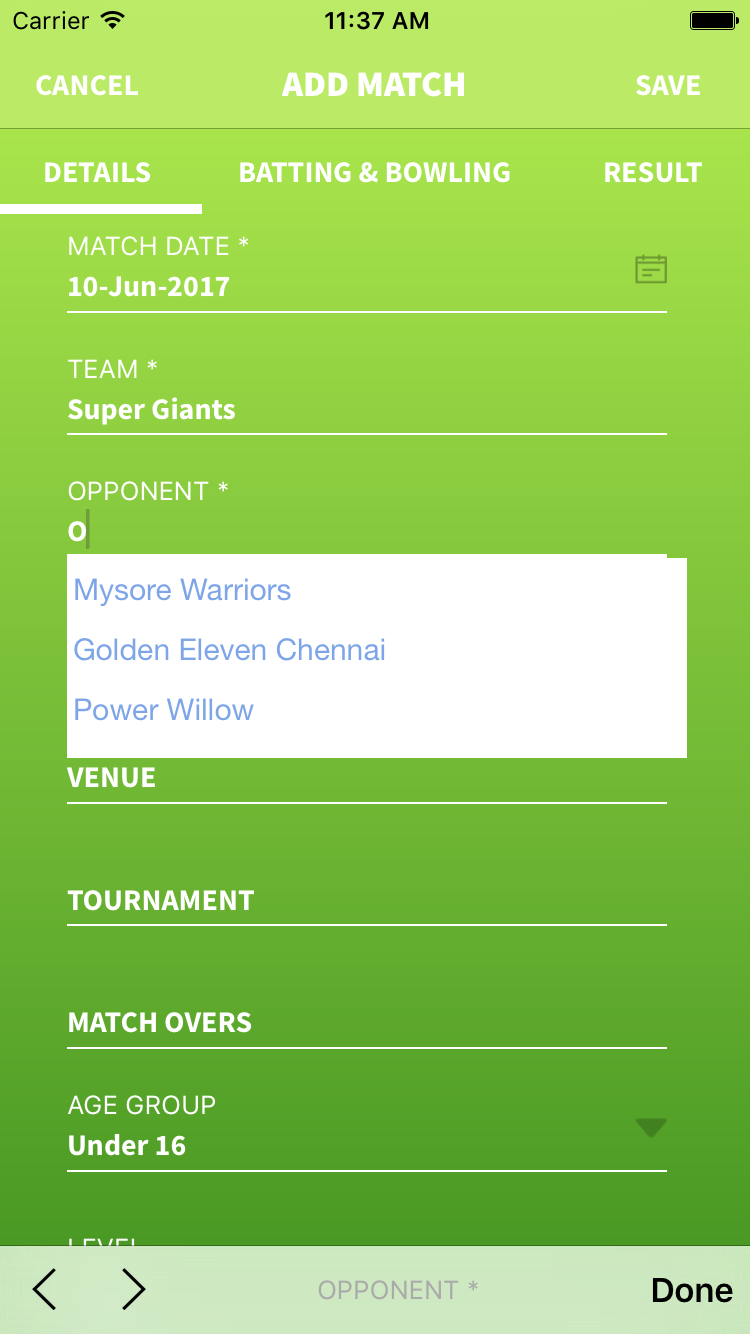 Carrier 11:37 AM
CANCEL ADD MATCH SAVE
DETAILS BATTING & BOWLING RESULT
MATCH DATE *
10-Jun-2017
TEAM *
Super Giants
OPPONENT *
O
Mysore Warriors
Golden Eleven Chennai
Power Willow
VENUE
TOURNAMENT
MATCH OVERS
AGE GROUP
Under 16
LEVEL
OPPONENT * Done